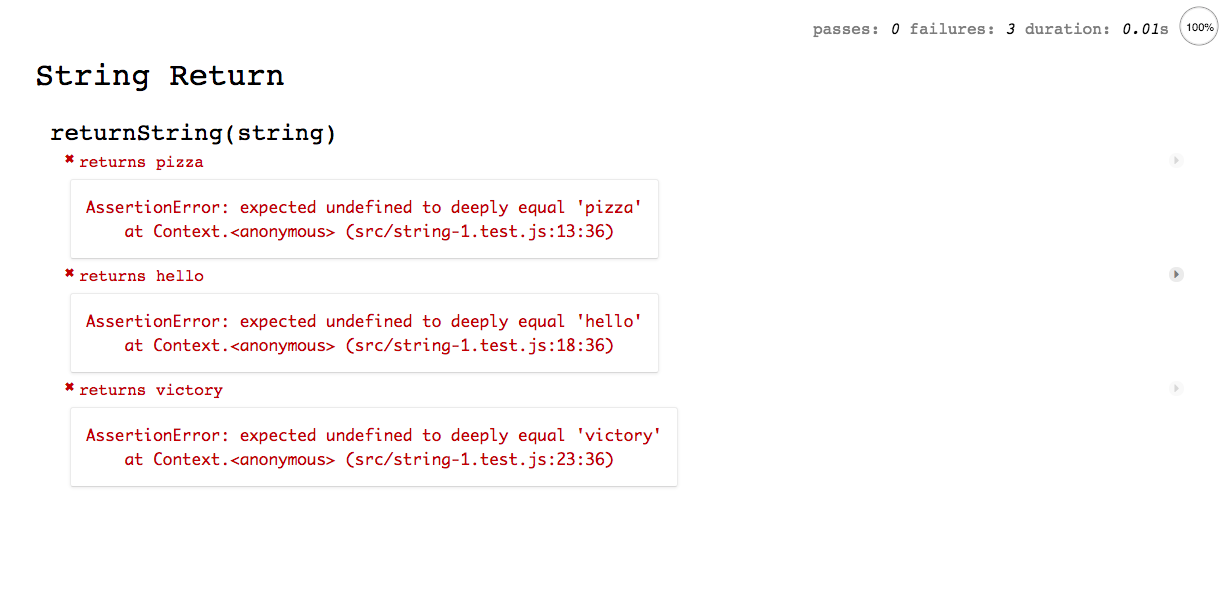 passes: 0 failures: 3 duration: 0.01s 100%
String Return
returnString(string)
✖ returns pizza
AssertionError: expected undefined to deeply equal 'pizza'
at Context.<anonymous> (src/string-1.test.js:13:36)
✖ returns hello
AssertionError: expected undefined to deeply equal 'hello'
at Context.<anonymous> (src/string-1.test.js:18:36)
✖ returns victory
AssertionError: expected undefined to deeply equal 'victory'
at Context.<anonymous> (src/string-1.test.js:23:36)